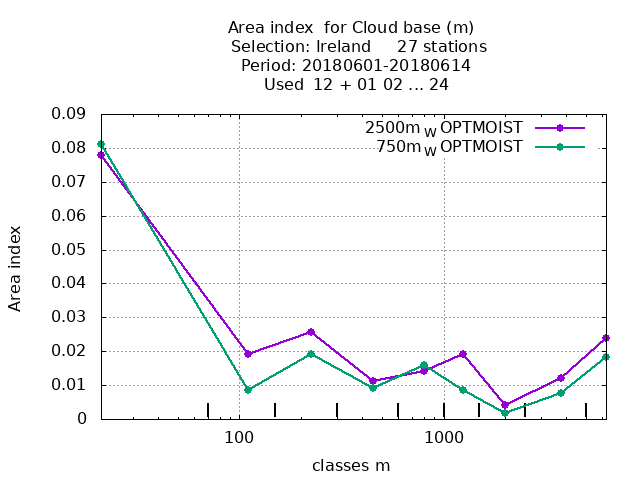 Area index  for Cloud base (m)
Selection: Ireland     27 stations
Period: 20180601-20180614
Used  12 + 01 02 ... 24
2500m W OPTMOIST
750m W OPTMOIST
0.09
0.08
0.07
0.06
0.05
0.04
0.03
0.02
0.01
0
Area index
100
1000
classes m